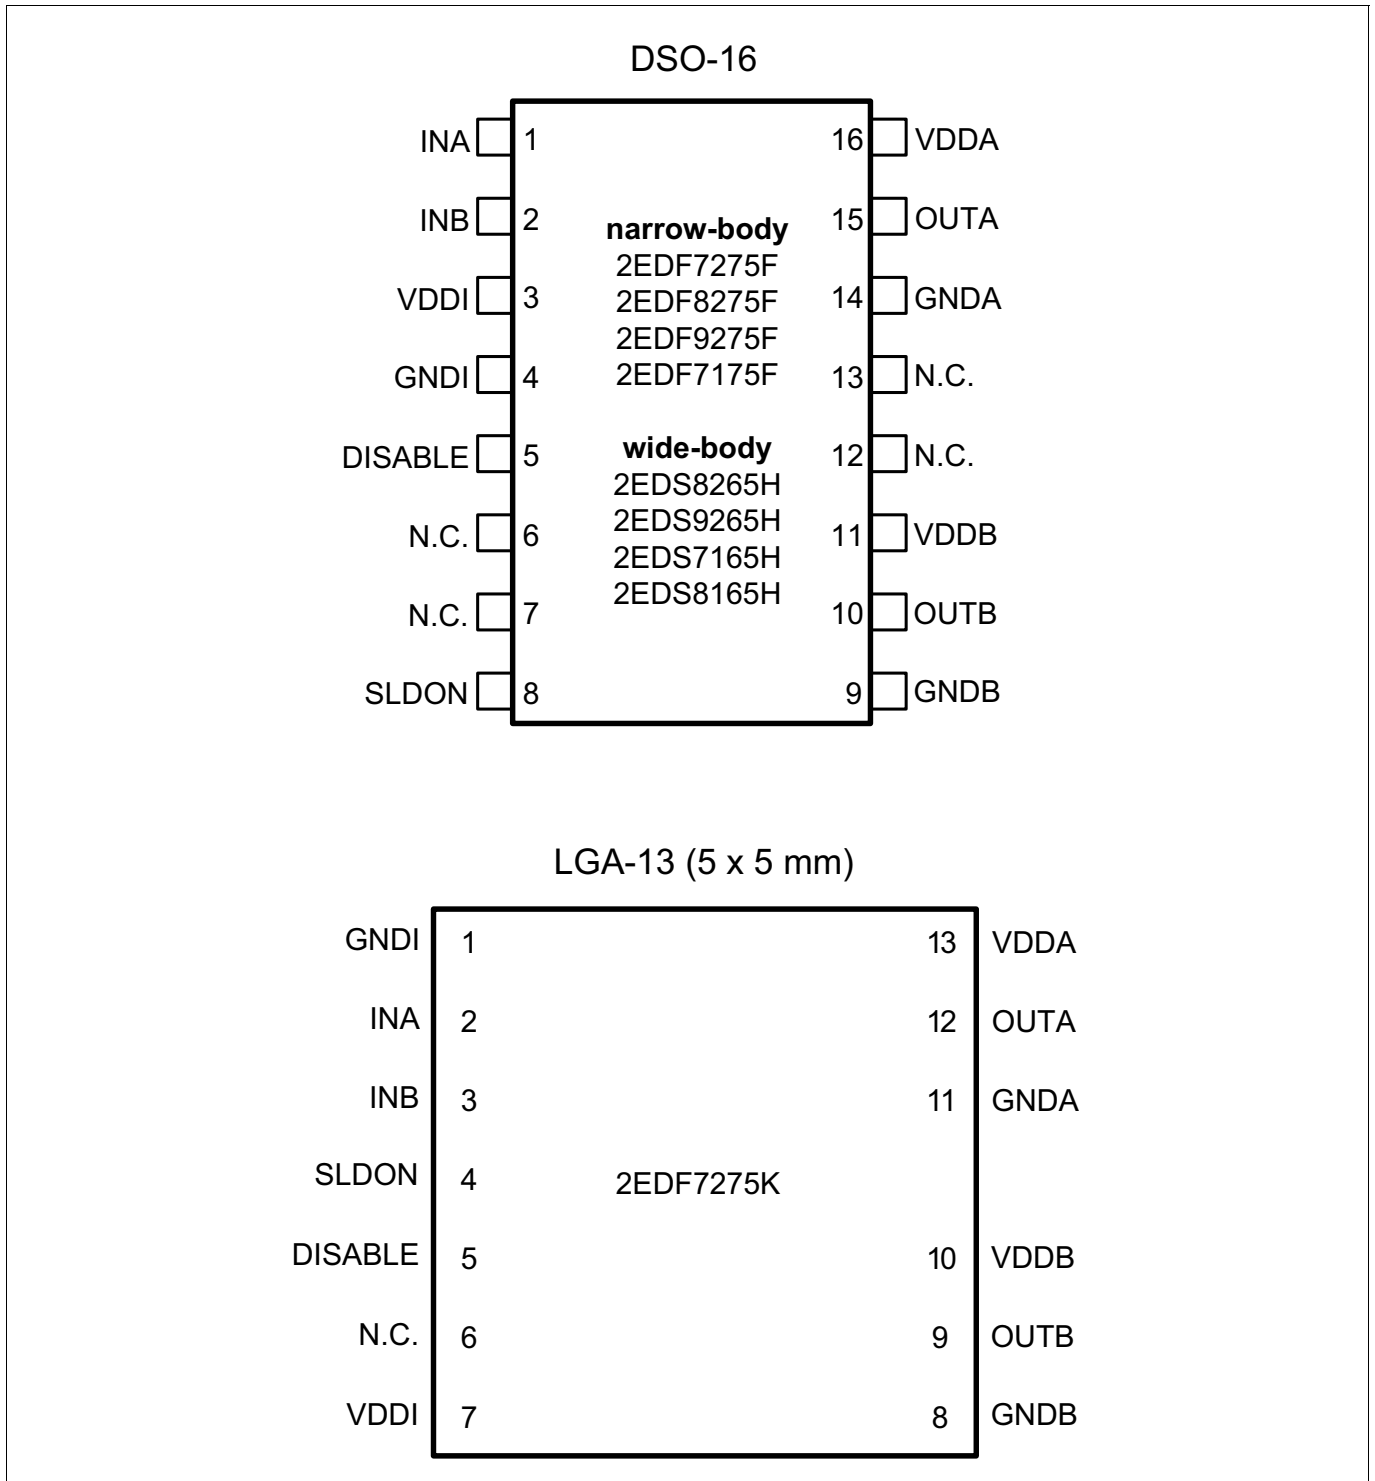 DSO-16
INA 1 16 VDDA
INB 2 15 OUTA
narrow-body
2EDF7275F
VDDI 3 14 GNDA
2EDF8275F
2EDF9275F
GNDI 4 13 N.C.
2EDF7175F
DISABLE 5 12 N.C.
wide-body
2EDS8265H
2EDS9265H
N.C. 6 11 VDDB
2EDS7165H
2EDS8165H
N.C. 7 10 OUTB
SLDON 8 9 GNDB
LGA-13 (5 x 5 mm)
GNDI 1 13 VDDA
INA 2 12 OUTA
INB 3 11 GNDA
SLDON 4 2EDF7275K
DISABLE 5 10 VDDB
N.C. 6 9 OUTB
VDDI 7 8 GNDB